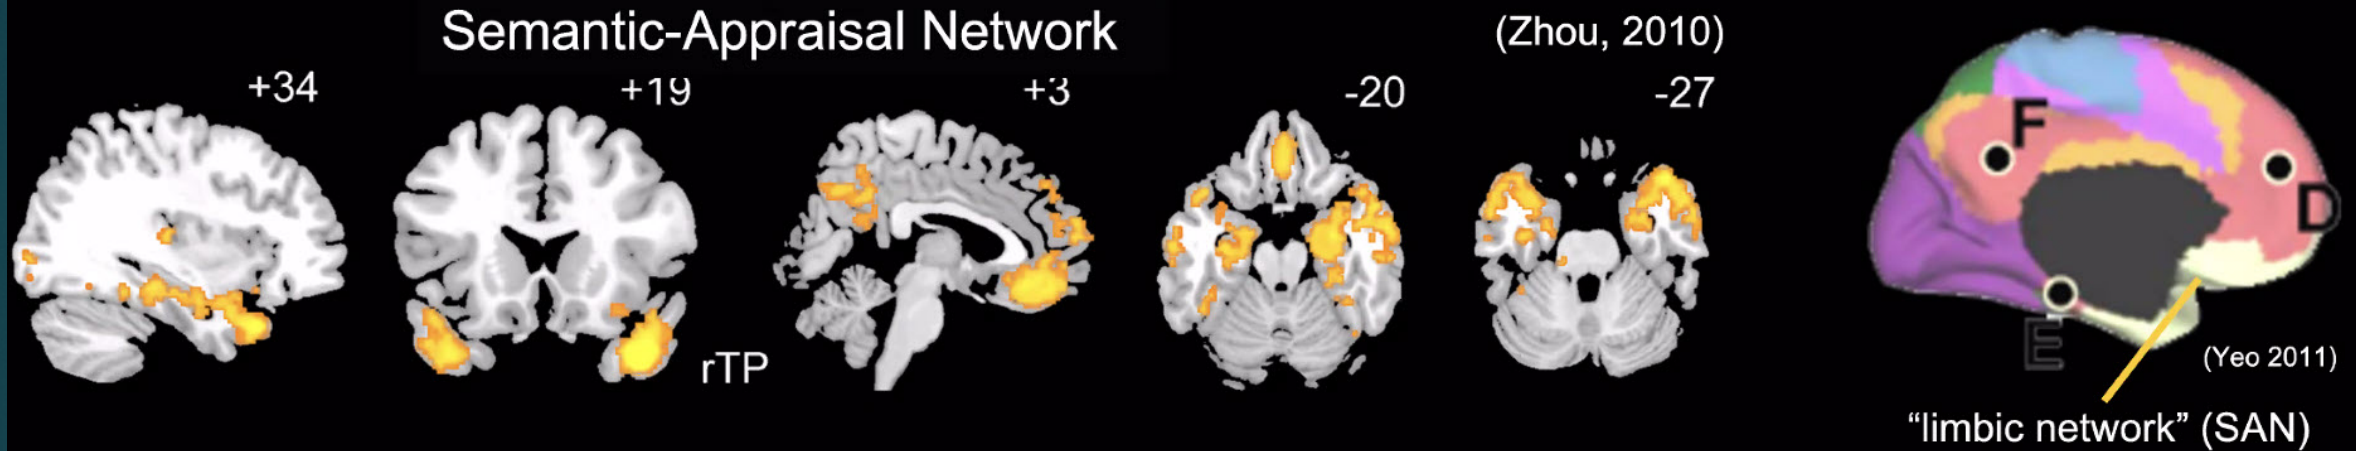 Semantic-Appraisal Network
(Zhou, 2010)
+34
+19
+3
-20
-27
F
D
rTP
E
(Yeo 2011)
“limbic network” (SAN)